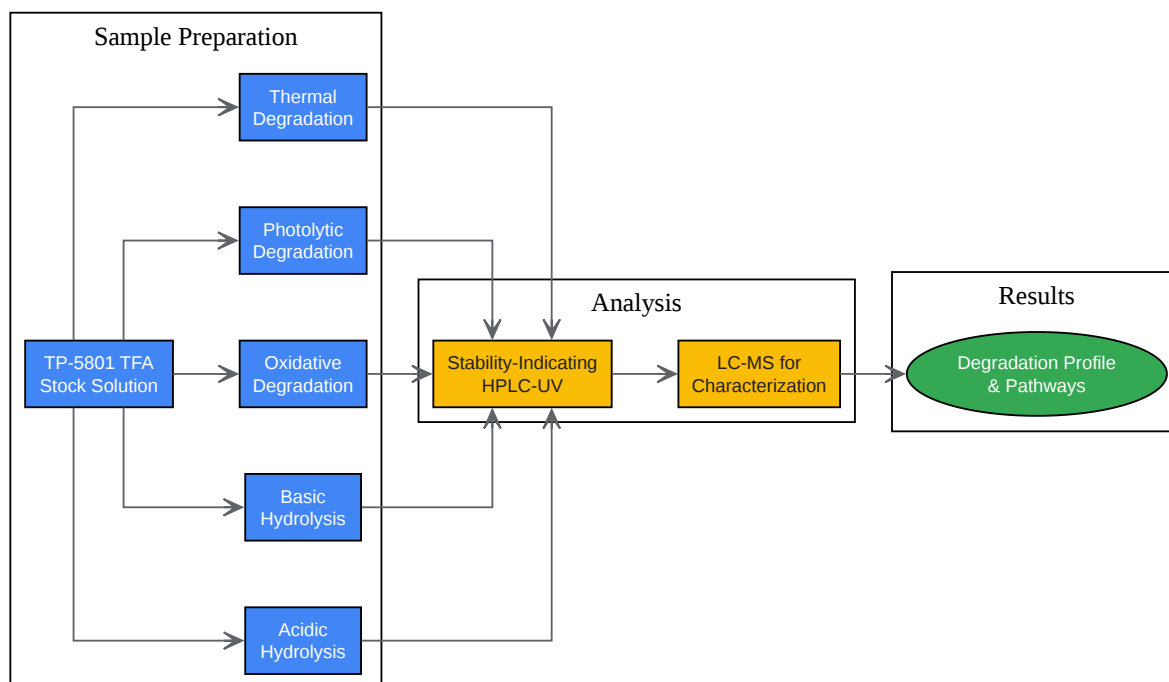 Sample Preparation
Thermal
Degradation
Photolytic
Degradation
Analysis
Results
TP-5801 TFA
Stock Solution
Oxidative
Degradation
Stability-Indicating
HPLC-UV
LC-MS for
Characterization
Degradation Profile
& Pathways
Basic
Hydrolysis
Acidic
Hydrolysis